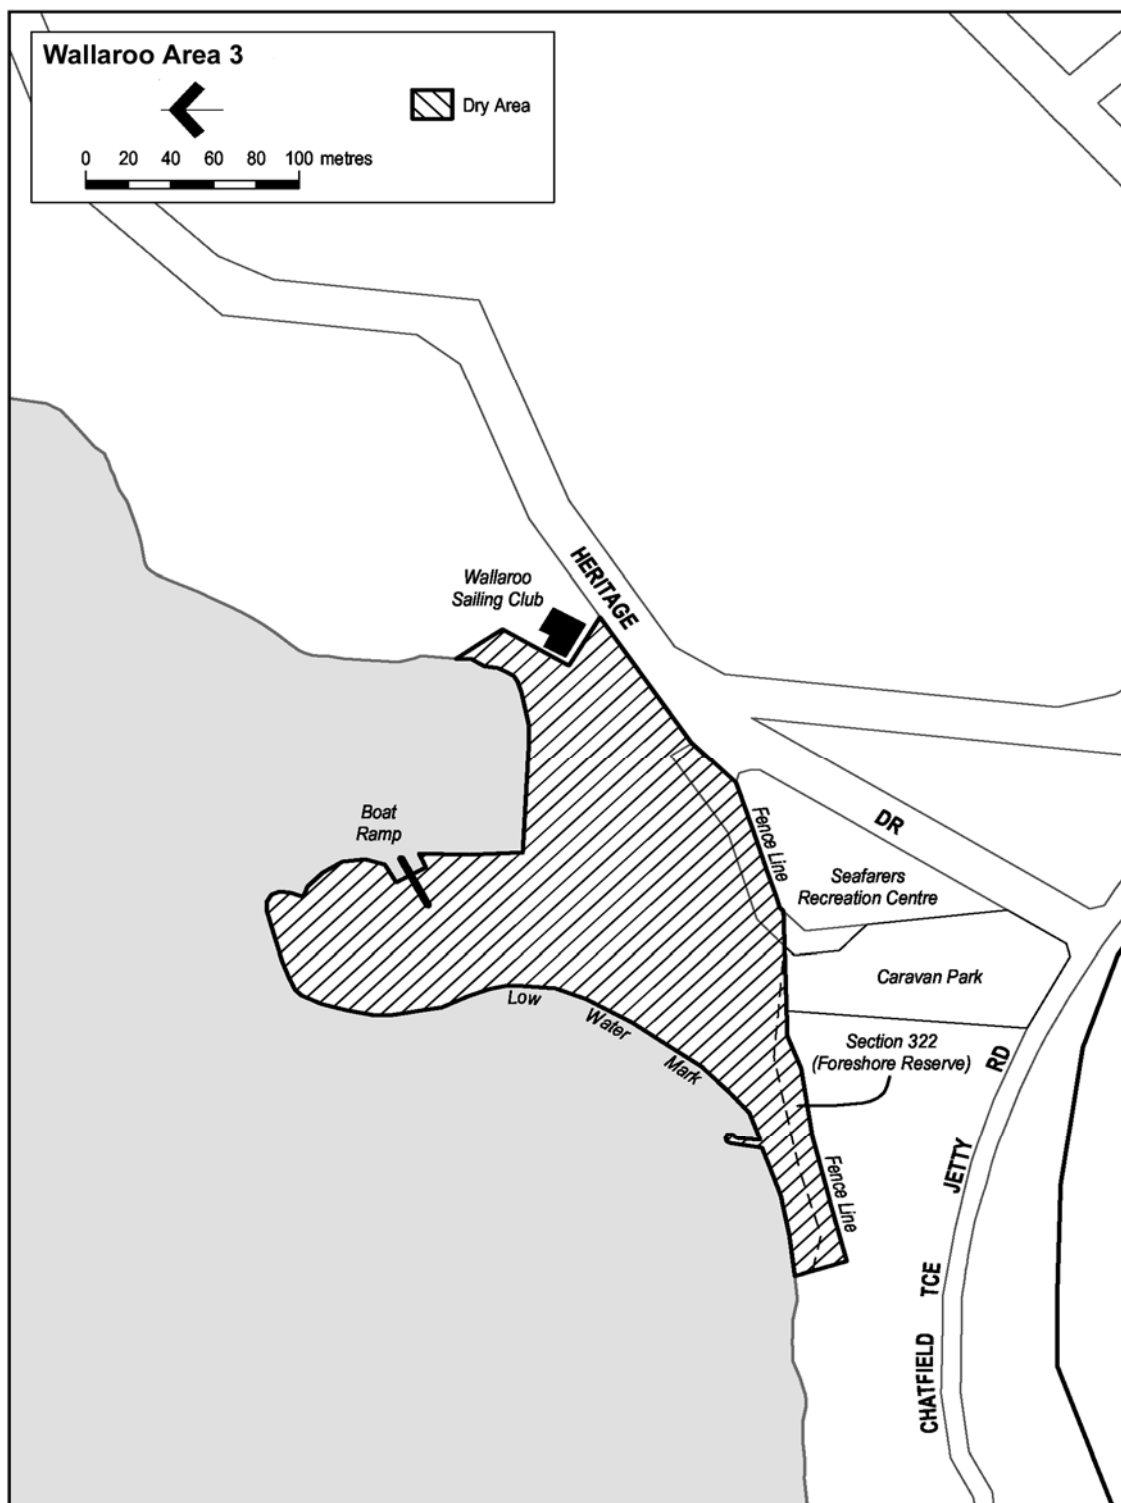 Wallaroo Area 3
Dry Area
0 20 40 60 80 100 metres
HERITAGE
Wallaroo
Sailing Club
Boat
Ramp
Fence Line
DR
Seafarers
Recreation Centre
Caravan Park
Low
Water
Mark
Section 322
(Foreshore Reserve)
RD
JETTY
Fence Line
TCE
CHATFIELD